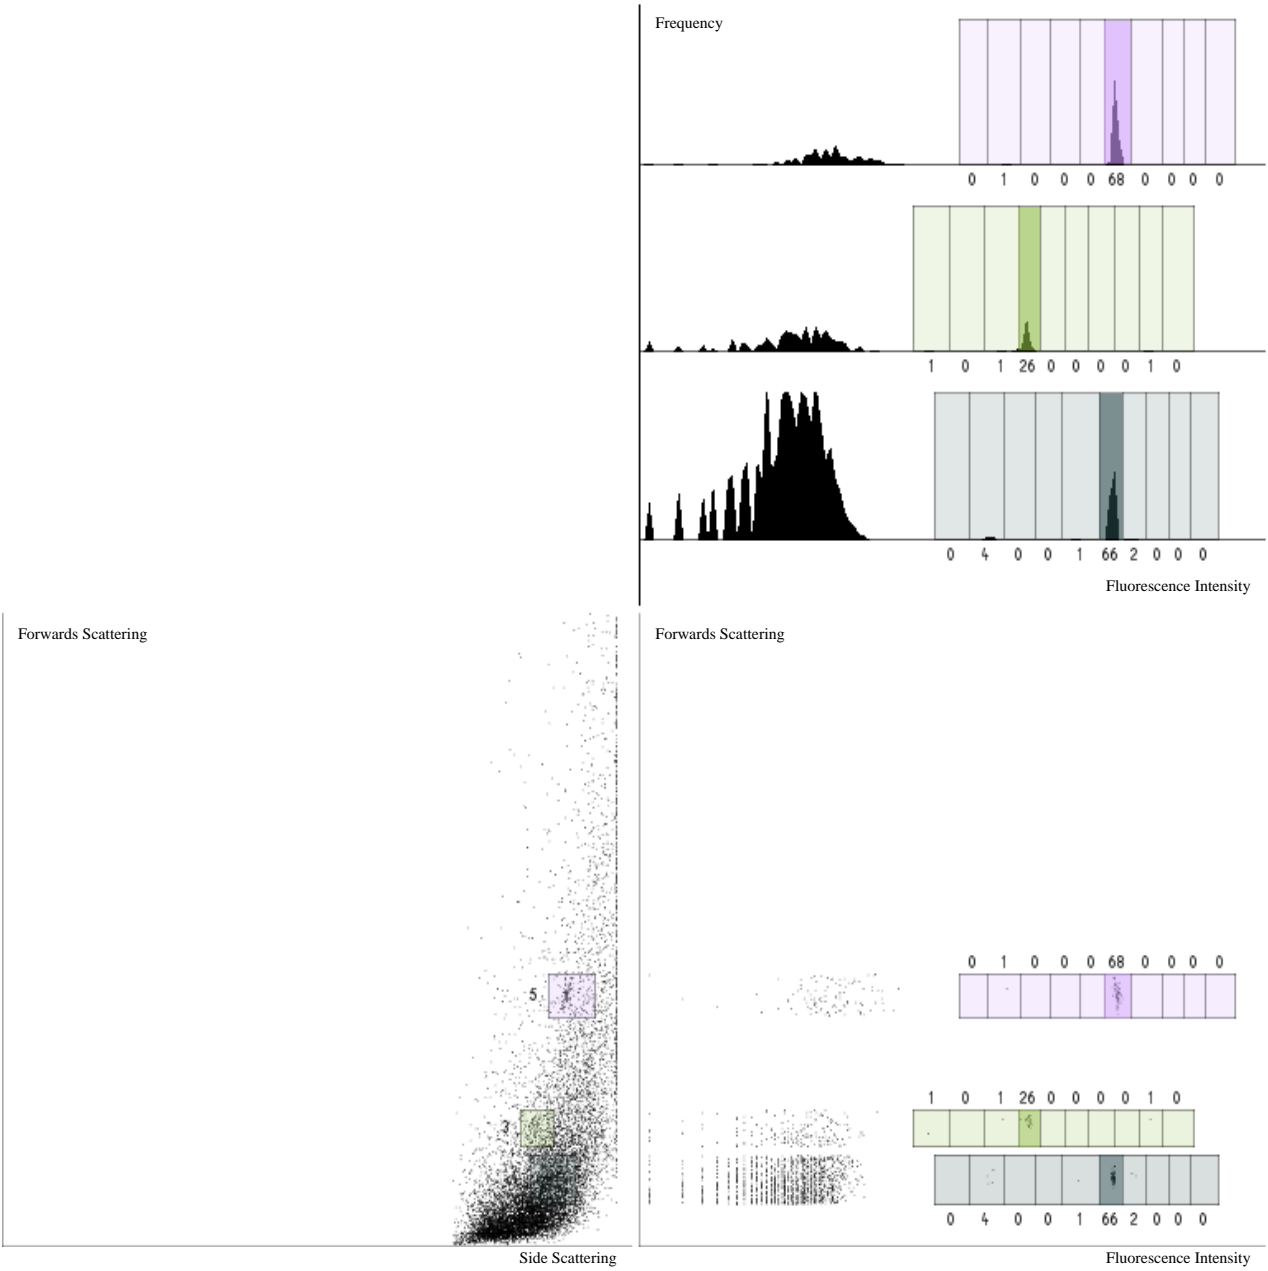 Frequency
0 1 0 0 0 68 0 0 0 0
1 0 1 26 0 0 0 0 1 0
0 4 0 0 1 66 2 0 0 0
Fluorescence Intensity
Forwards Scattering
5
3
Side Scattering
Forwards Scattering
0 1 0 0 0 68 0 0 0 0
1 0 1 26 0 0 0 0 1 0
0 4 0 0 1 66 2 0 0 0
Fluorescence Intensity